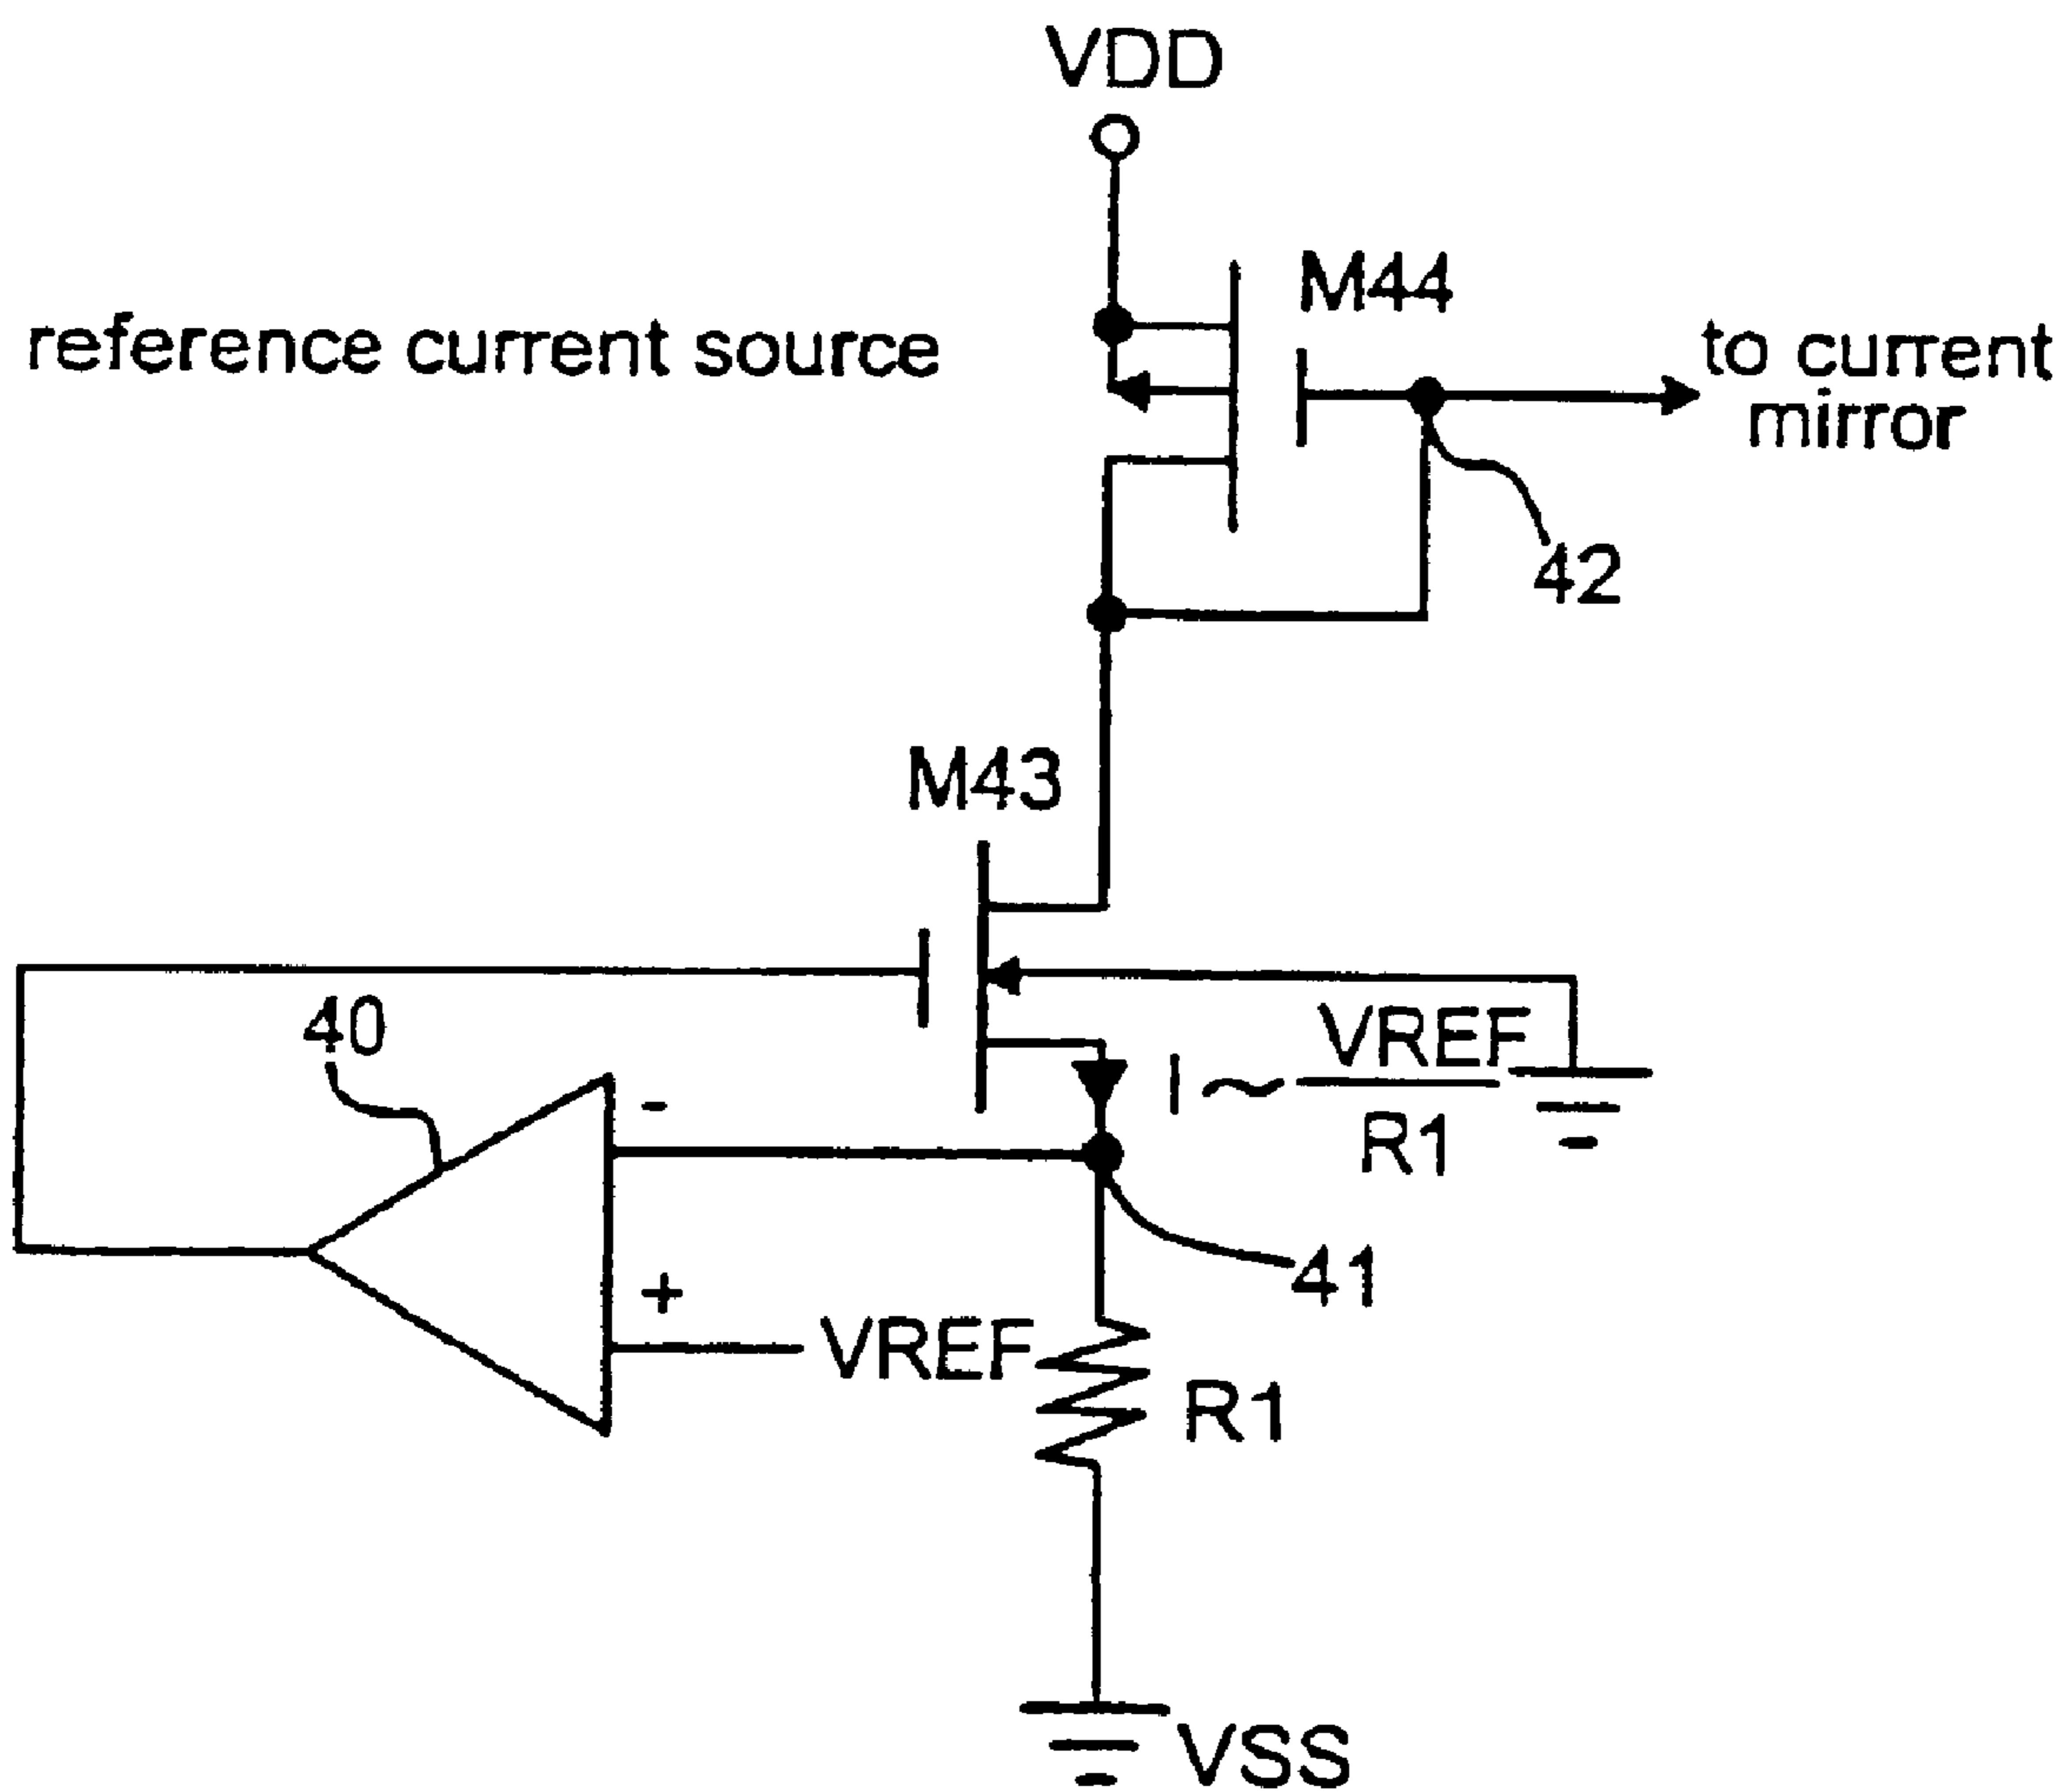 VDD
M44
reference current source
to current
mirror
42
M43
40
I ~ VREF
R1
-
41
+
VREF
R1
VSS